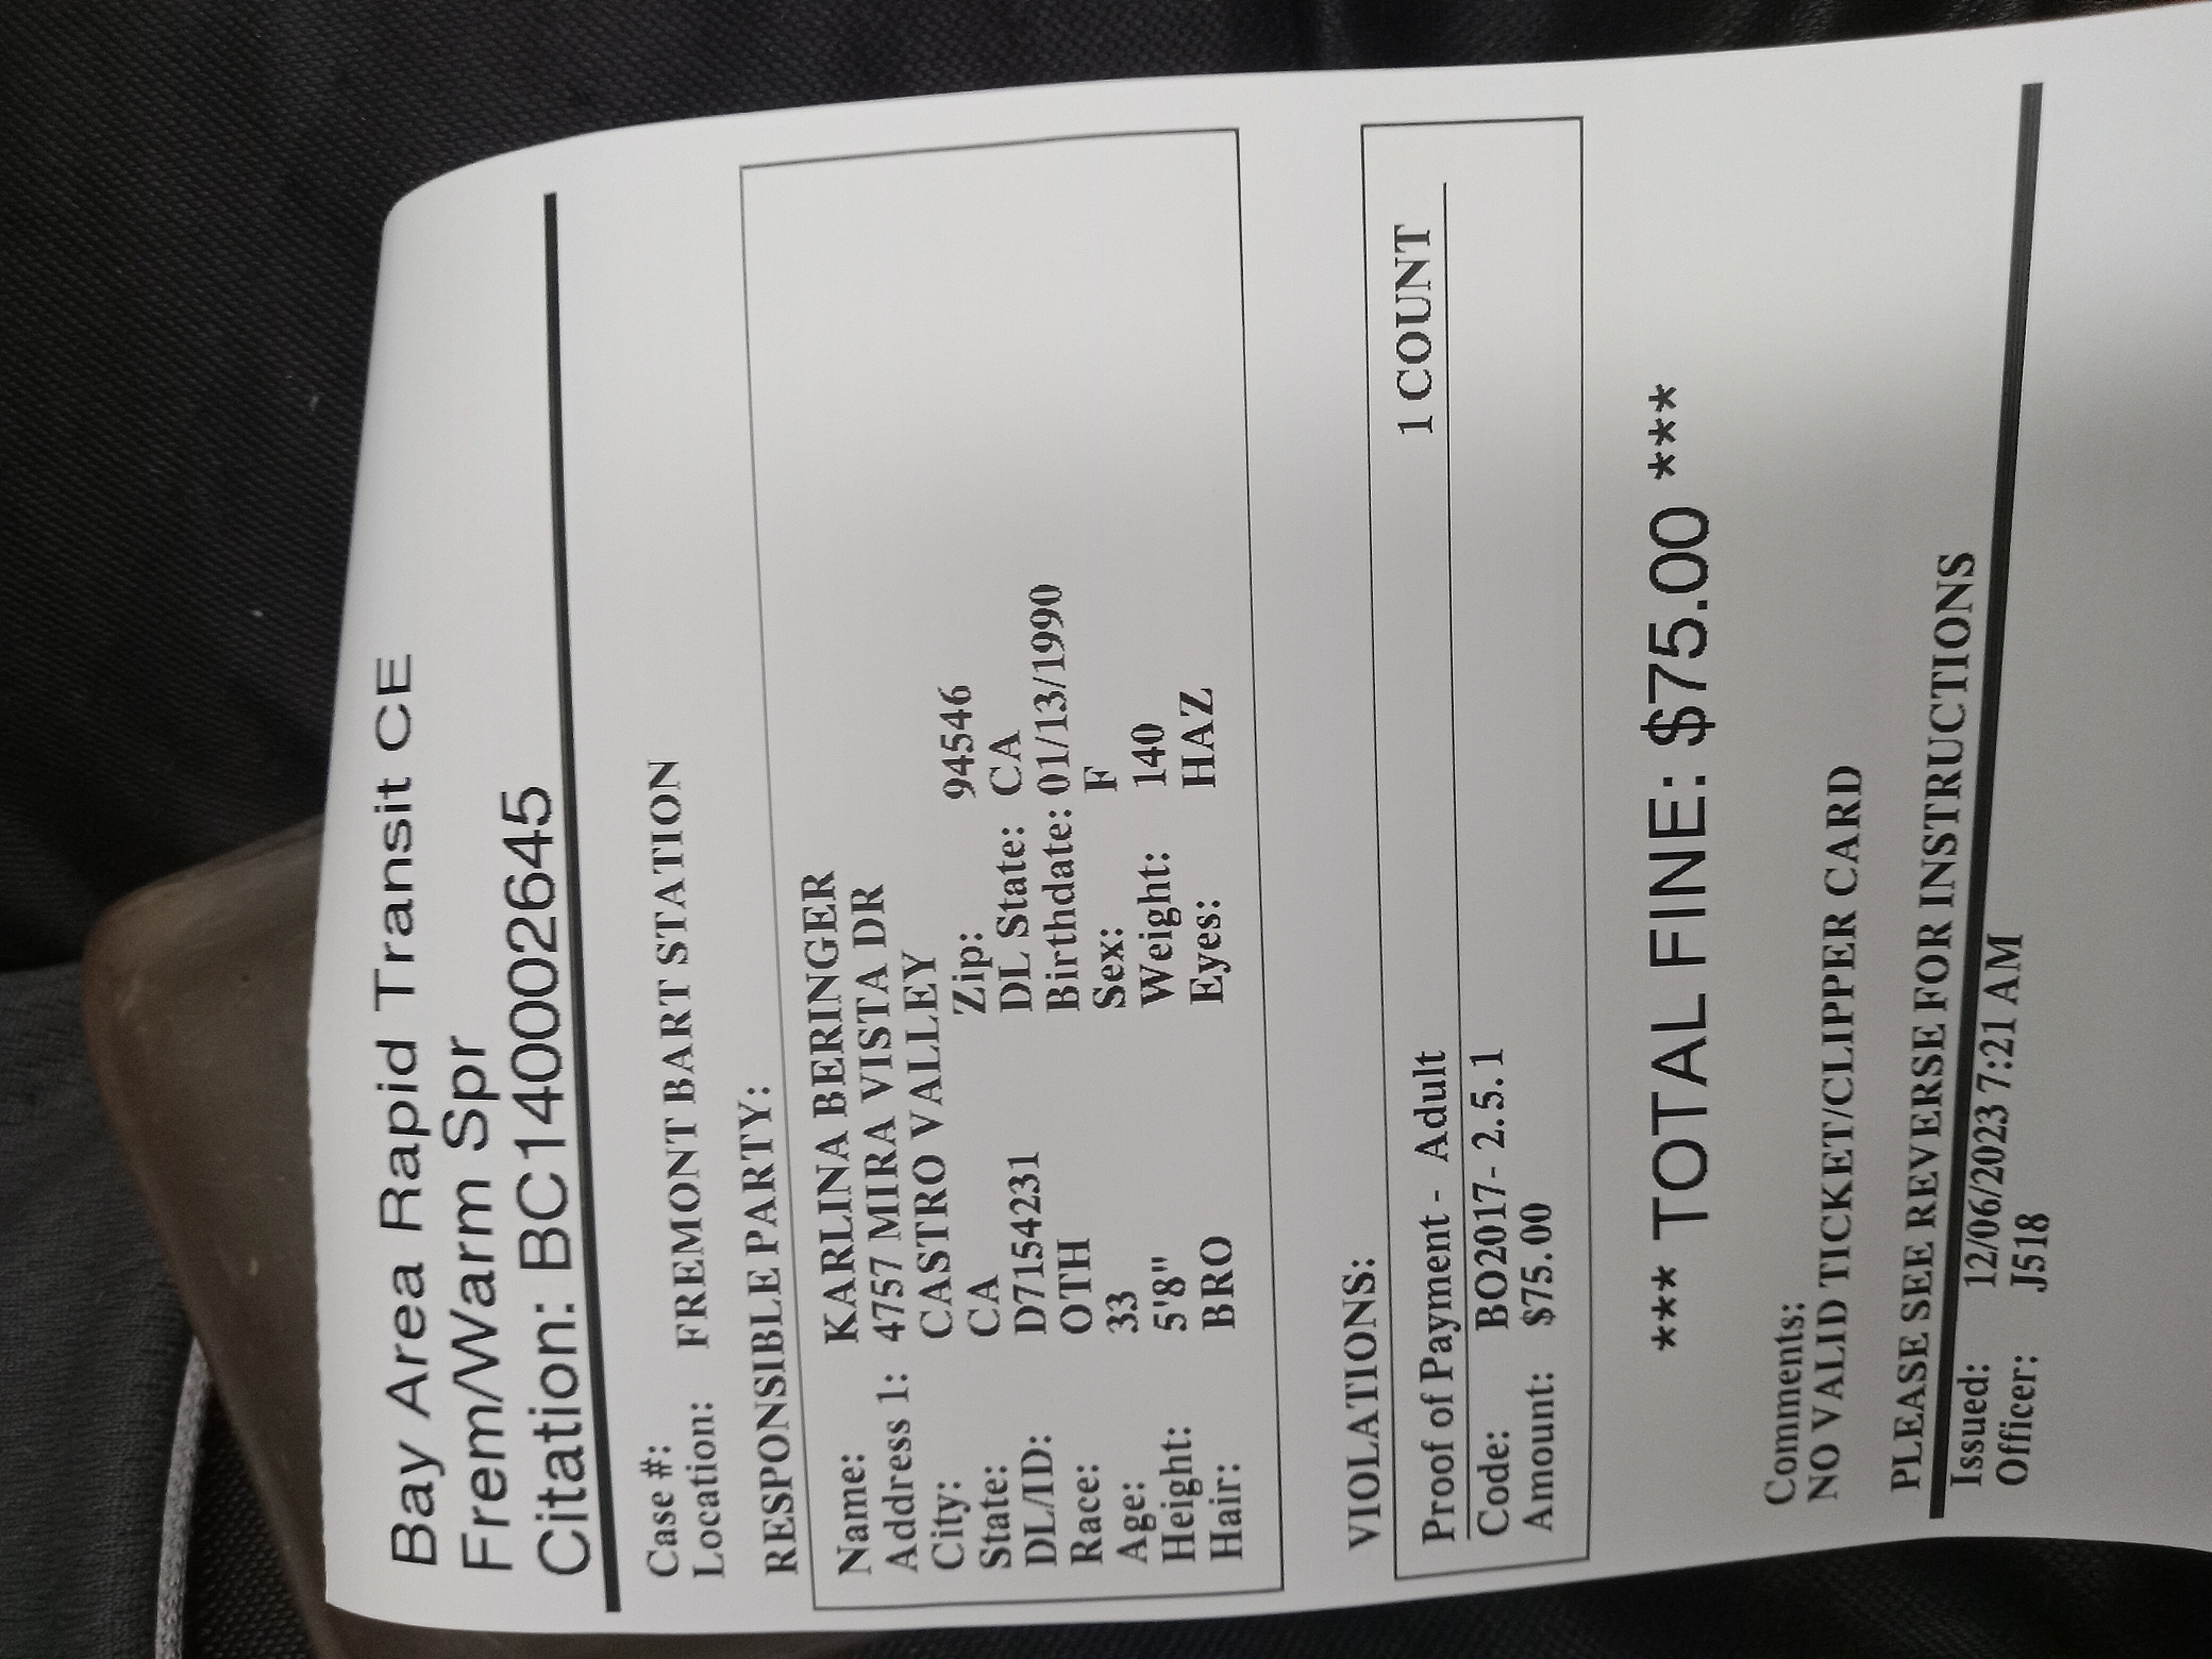 Bay Area Rapid Transit CE
Frem/Warm Spr
Citation: BC140002645
Case #:
Location: FREMONT BART STATION
RESPONSIBLE PARTY:
Name: KARLINA BERINGER
Address 1: 4757 MIRA VISTA DR
City: CASTRO VALLEY
State: CA Zip: 94546
DL/ID: D7154231 DL State: CA
Race: OTH Birthdate: 01/13/1990
Age: 33 Sex: F
Height: 5'8" Weight: 140
Hair: BRO Eyes: HAZ
VIOLATIONS:
Proof of Payment - Adult 1 COUNT
Code: BO2017- 2.5.1
Amount: $75.00
*** TOTAL FINE: $75.00 ***
Comments:
NO VALID TICKET/CLIPPER CARD
PLEASE SEE REVERSE FOR INSTRUCTIONS
Issued: 12/06/2023 7:21 AM
Officer: J518